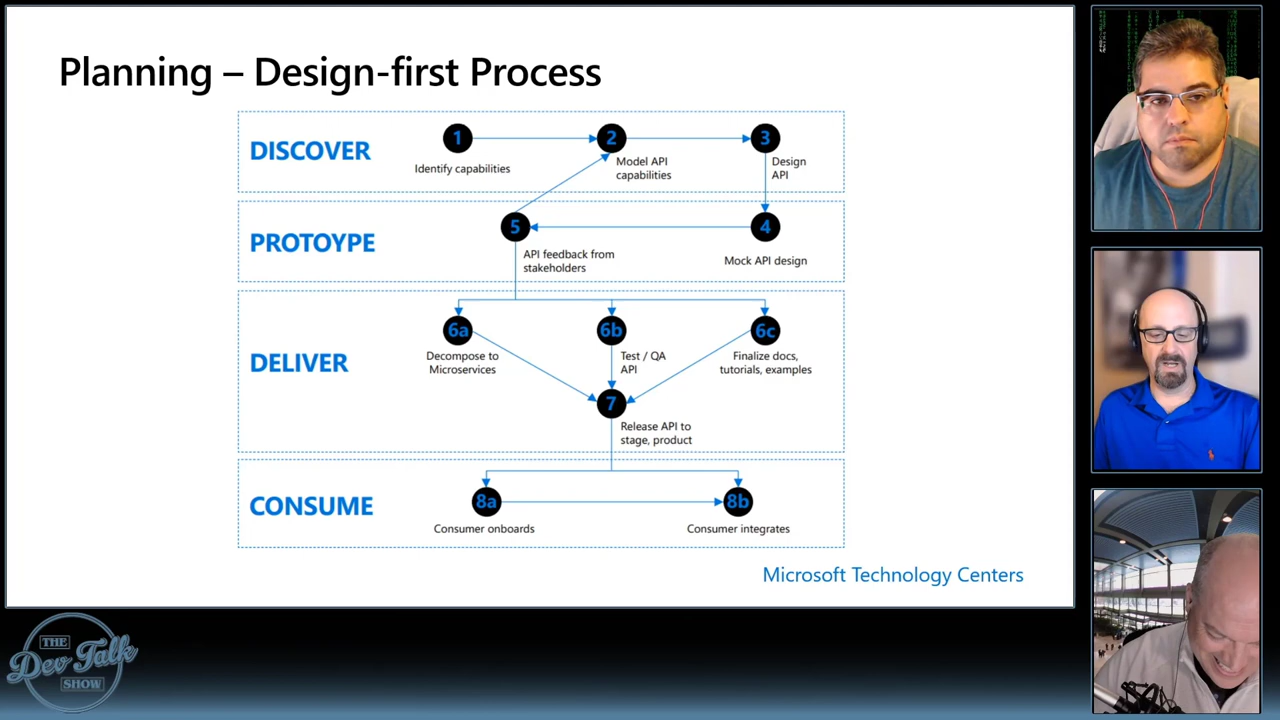 Planning – Design-first Process
DISCOVER
1
2
3
Identify capabilities
Model API
capabilities
Design
API
PROTOYPE
5
4
API feedback from
stakeholders
Mock API design
DELIVER
6a
6b
6c
Decompose to
Microservices
Test / QA
API
Finalize docs,
tutorials, examples
7
Release API to
stage, product
CONSUME
8a
8b
Consumer onboards
Consumer integrates
Microsoft Technology Centers
THE
Dev Talk
SHOW